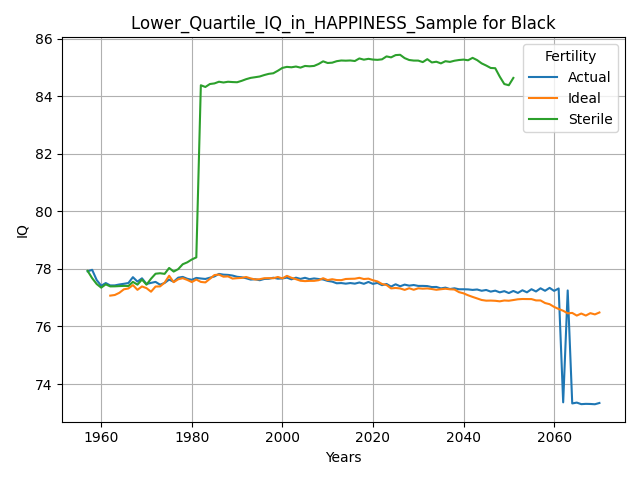 Lower_Quartile_IQ_in_HAPPINESS_Sample for Black
86
84
82
80
78
76
74
IQ
Fertility
Actual
Ideal
Sterile
1960
1980
2000
2020
2040
2060
Years